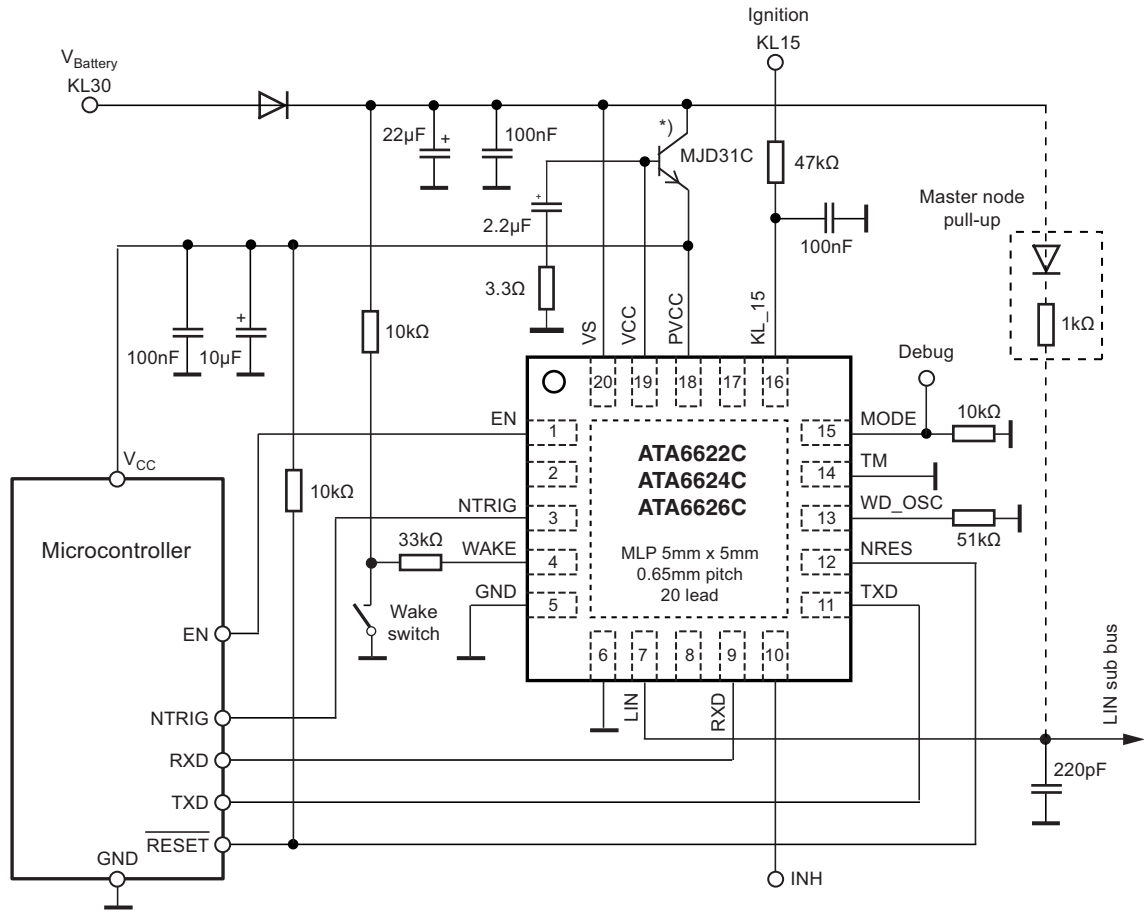 Ignition
KL15
V_Battery
KL30
22µF
+
100nF
*)
MJD31C
47kΩ
Master node
pull-up
+
2.2µF
100nF
3.3Ω
10kΩ
VS
VCC
PVCC
KL_15
1kΩ
100nF
+
10µF
Debug
20
19
18
17
16
EN
1
15
MODE
10kΩ
V_CC
ATA6622C
ATA6624C
ATA6626C
2
14
TM
10kΩ
NTRIG
3
13
WD_OSC
51kΩ
Microcontroller
33kΩ
WAKE
4
MLP 5mm x 5mm
0.65mm pitch
20 lead
12
NRES
GND
5
11
TXD
Wake
switch
EN
6
7
8
9
10
LIN
RXD
LIN sub bus
NTRIG
RXD
220pF
TXD
RESET
GND
INH